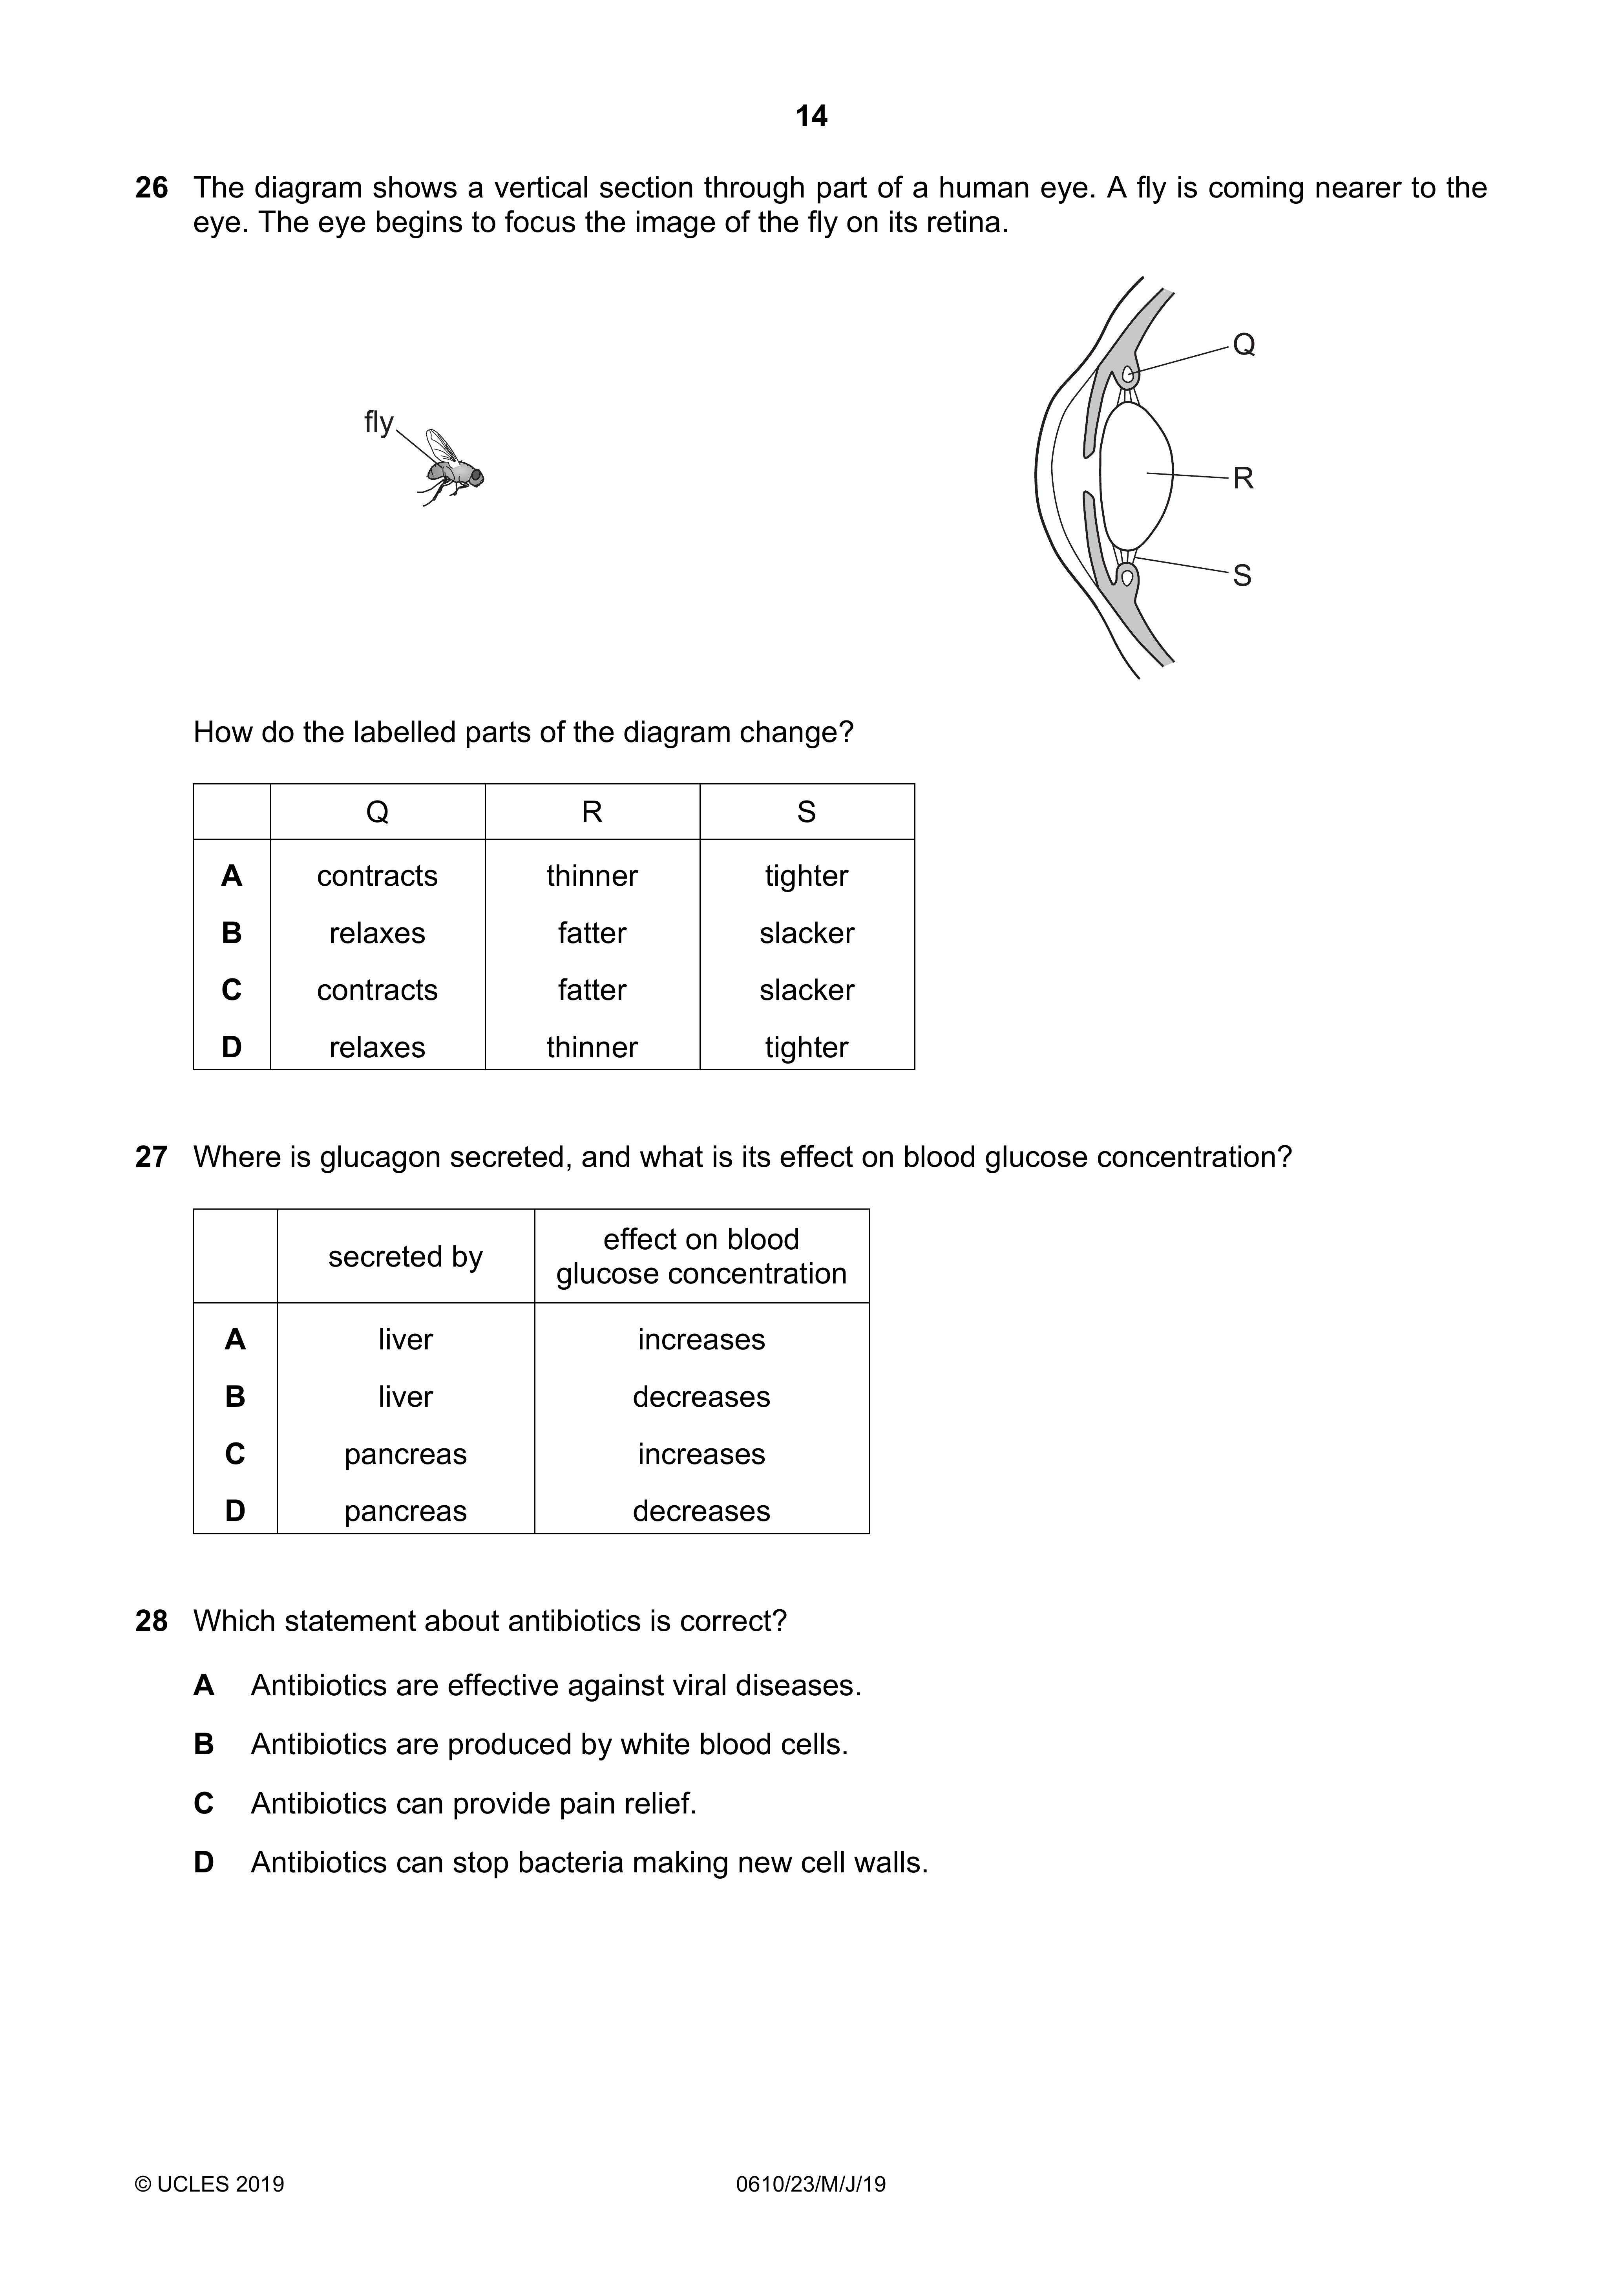 14
26 The diagram shows a vertical section through part of a human eye. A fly is coming nearer to the
eye. The eye begins to focus the image of the fly on its retina.
Q
fly
R
S
How do the labelled parts of the diagram change?
Q R S
A contracts thinner tighter
B relaxes fatter slacker
C contracts fatter slacker
D relaxes thinner tighter
27 Where is glucagon secreted, and what is its effect on blood glucose concentration?
secreted by effect on blood
glucose concentration
A liver increases
B liver decreases
C pancreas increases
D pancreas decreases
28 Which statement about antibiotics is correct?
A Antibiotics are effective against viral diseases.
B Antibiotics are produced by white blood cells.
C Antibiotics can provide pain relief.
D Antibiotics can stop bacteria making new cell walls.
© UCLES 2019 0610/23/M/J/19